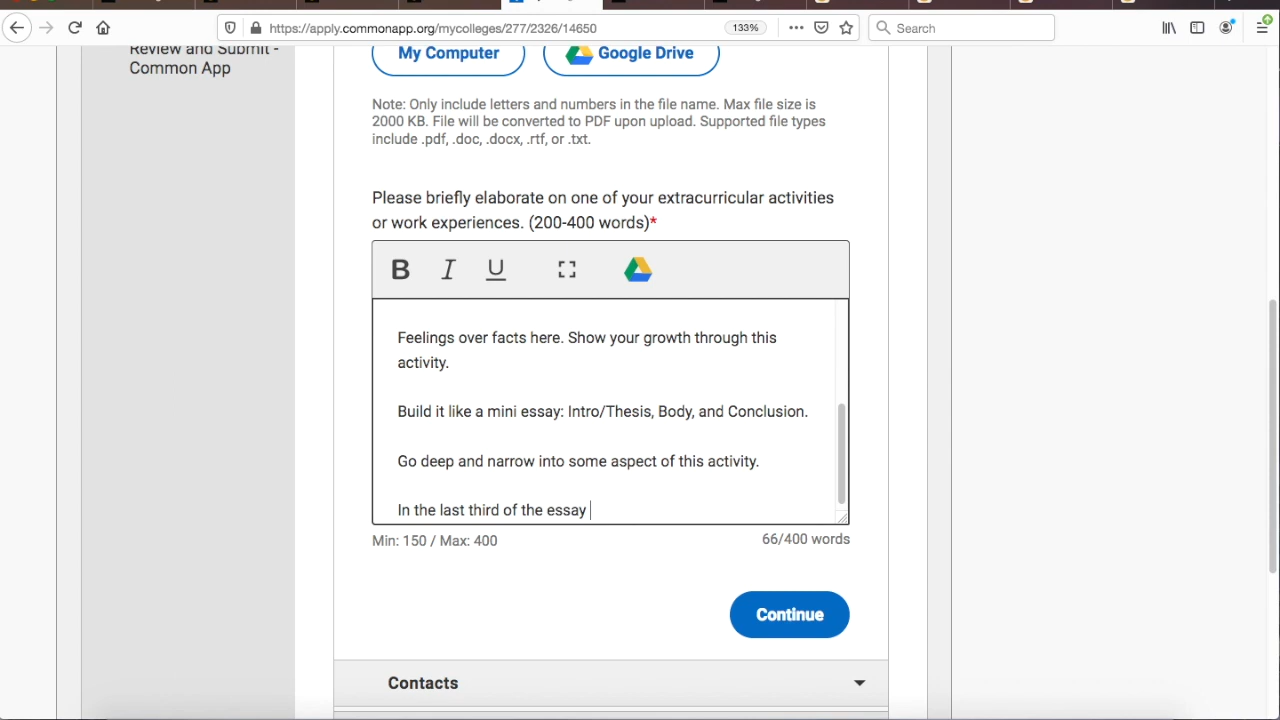 https://apply.commonapp.org/mycolleges/277/2326/14650
133%
Search
Review and Submit -
Common App
My Computer
Google Drive
Note: Only include letters and numbers in the file name. Max file size is
2000 KB. File will be converted to PDF upon upload. Supported file types
include .pdf, .doc, .docx, .rtf, or .txt.
Please briefly elaborate on one of your extracurricular activities
or work experiences. (200-400 words)*
B I U
Feelings over facts here. Show your growth through this
activity.
Build it like a mini essay: Intro/Thesis, Body, and Conclusion.
Go deep and narrow into some aspect of this activity.
In the last third of the essay
Min: 150 / Max: 400
66/400 words
Continue
Contacts